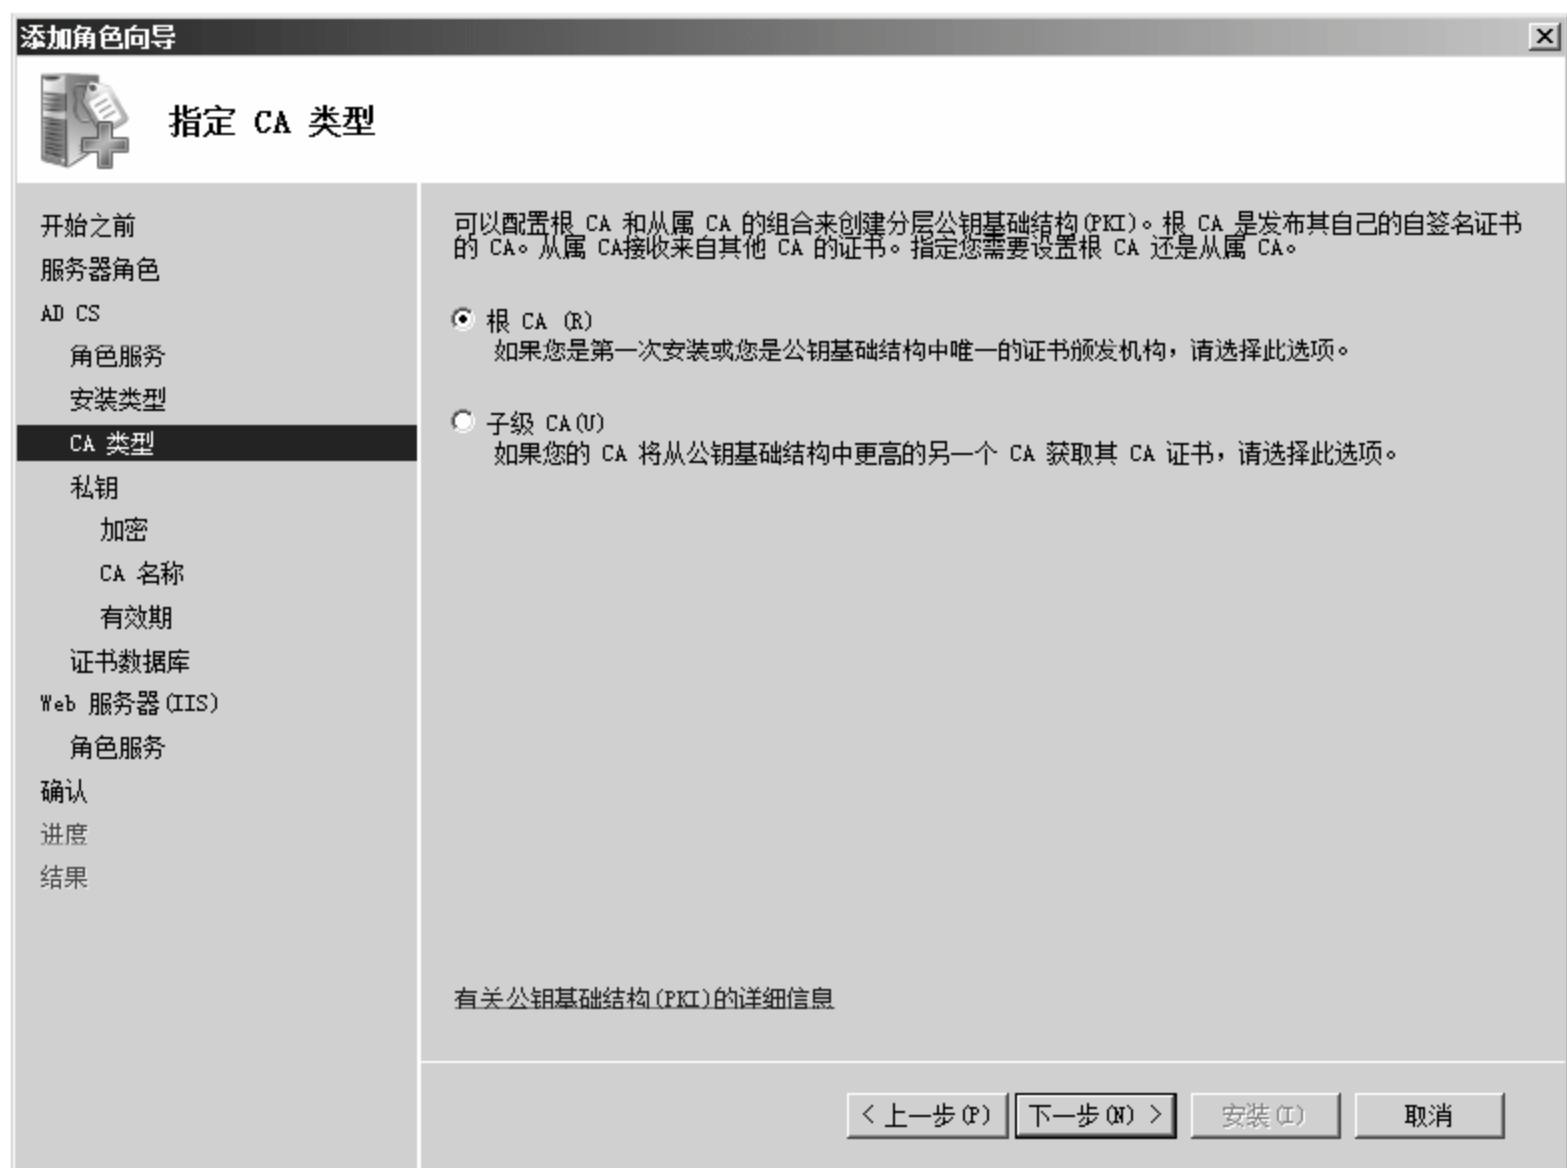 添加角色向导
指定 CA 类型
开始之前
服务器角色
AD CS
角色服务
安装类型
CA 类型
私钥
加密
CA 名称
有效期
证书数据库
Web 服务器(IIS)
角色服务
确认
进度
结果
可以配置根 CA 和从属 CA 的组合来创建分层公钥基础结构(PKI)。根 CA 是发布其自己的自签名证书
的 CA。从属 CA接收来自其他 CA 的证书。指定您需要设置根 CA 还是从属 CA。
根 CA (R)
如果您是第一次安装或您是公钥基础结构中唯一的证书颁发机构,请选择此选项。
子级 CA(U)
如果您的 CA 将从公钥基础结构中更高的另一个 CA 获取其 CA 证书,请选择此选项。
有关公钥基础结构(PKI)的详细信息
< 上一步(P)
下一步(N) >
安装(I)
取消